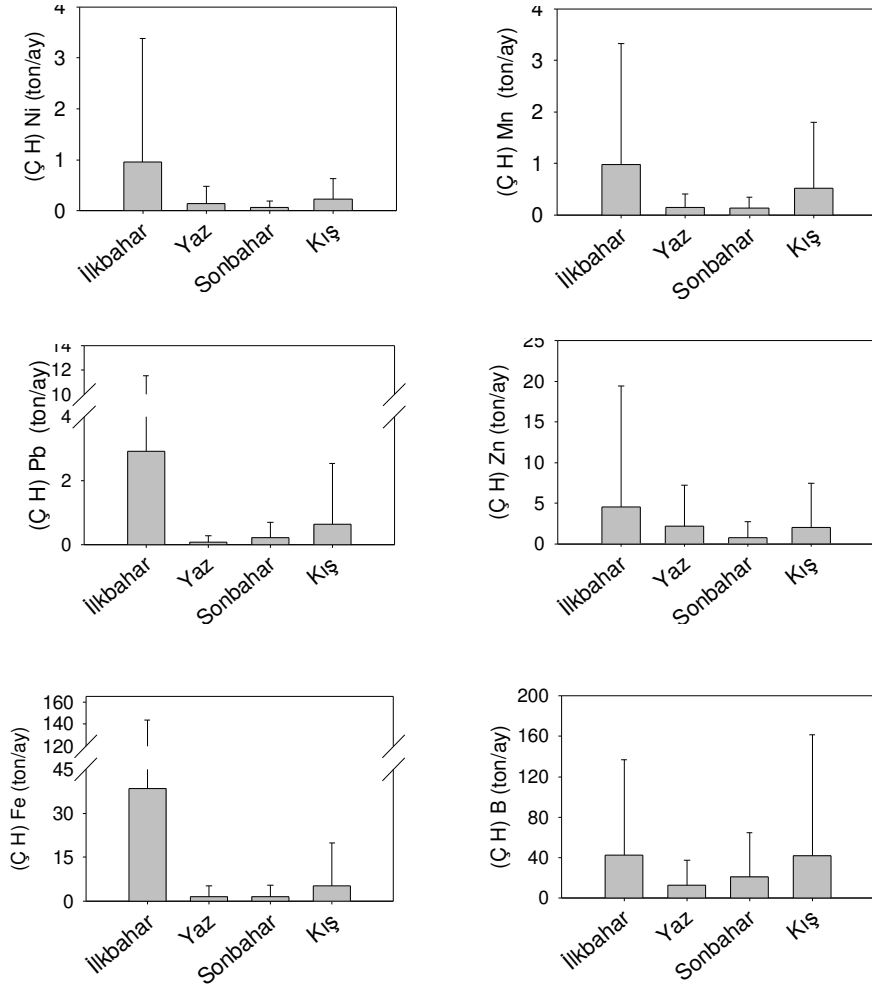 (Ç H) Ni (ton/ay)
4
3
2
1
0
İlkbahar
Yaz
Sonbahar
Kış
(Ç H) Mn (ton/ay)
4
3
2
1
0
İlkbahar
Yaz
Sonbahar
Kış
(Ç H) Pb (ton/ay)
14
12
10
4
2
0
İlkbahar
Yaz
Sonbahar
Kış
(Ç H) Zn (ton/ay)
25
20
15
10
5
0
İlkbahar
Yaz
Sonbahar
Kış
(Ç H) Fe (ton/ay)
160
140
120
45
30
15
0
İlkbahar
Yaz
Sonbahar
Kış
(Ç H) B (ton/ay)
200
160
120
80
40
0
İlkbahar
Yaz
Sonbahar
Kış